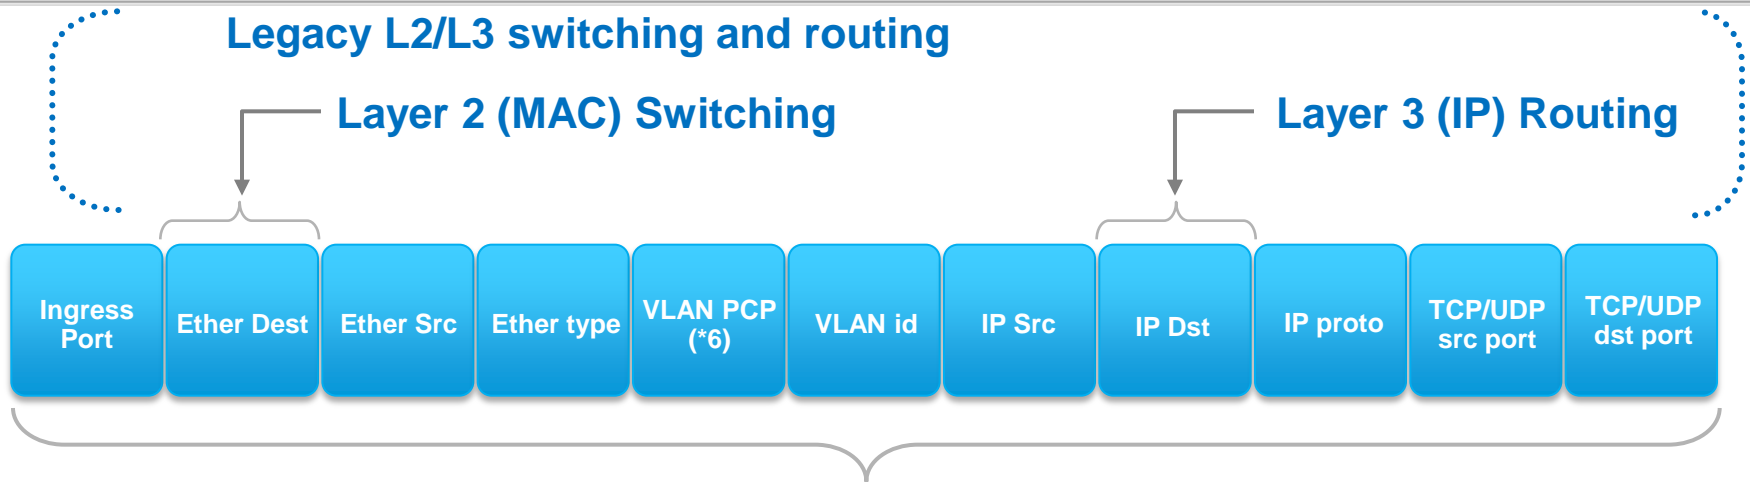 Legacy L2/L3 switching and routing
Layer 2 (MAC) Switching
Layer 3 (IP) Routing
Ingress
Port
Ether Dest
Ether Src
Ether type
VLAN PCP
(*6)
VLAN id
IP Src
IP Dst
IP proto
TCP/UDP
src port
TCP/UDP
dst port